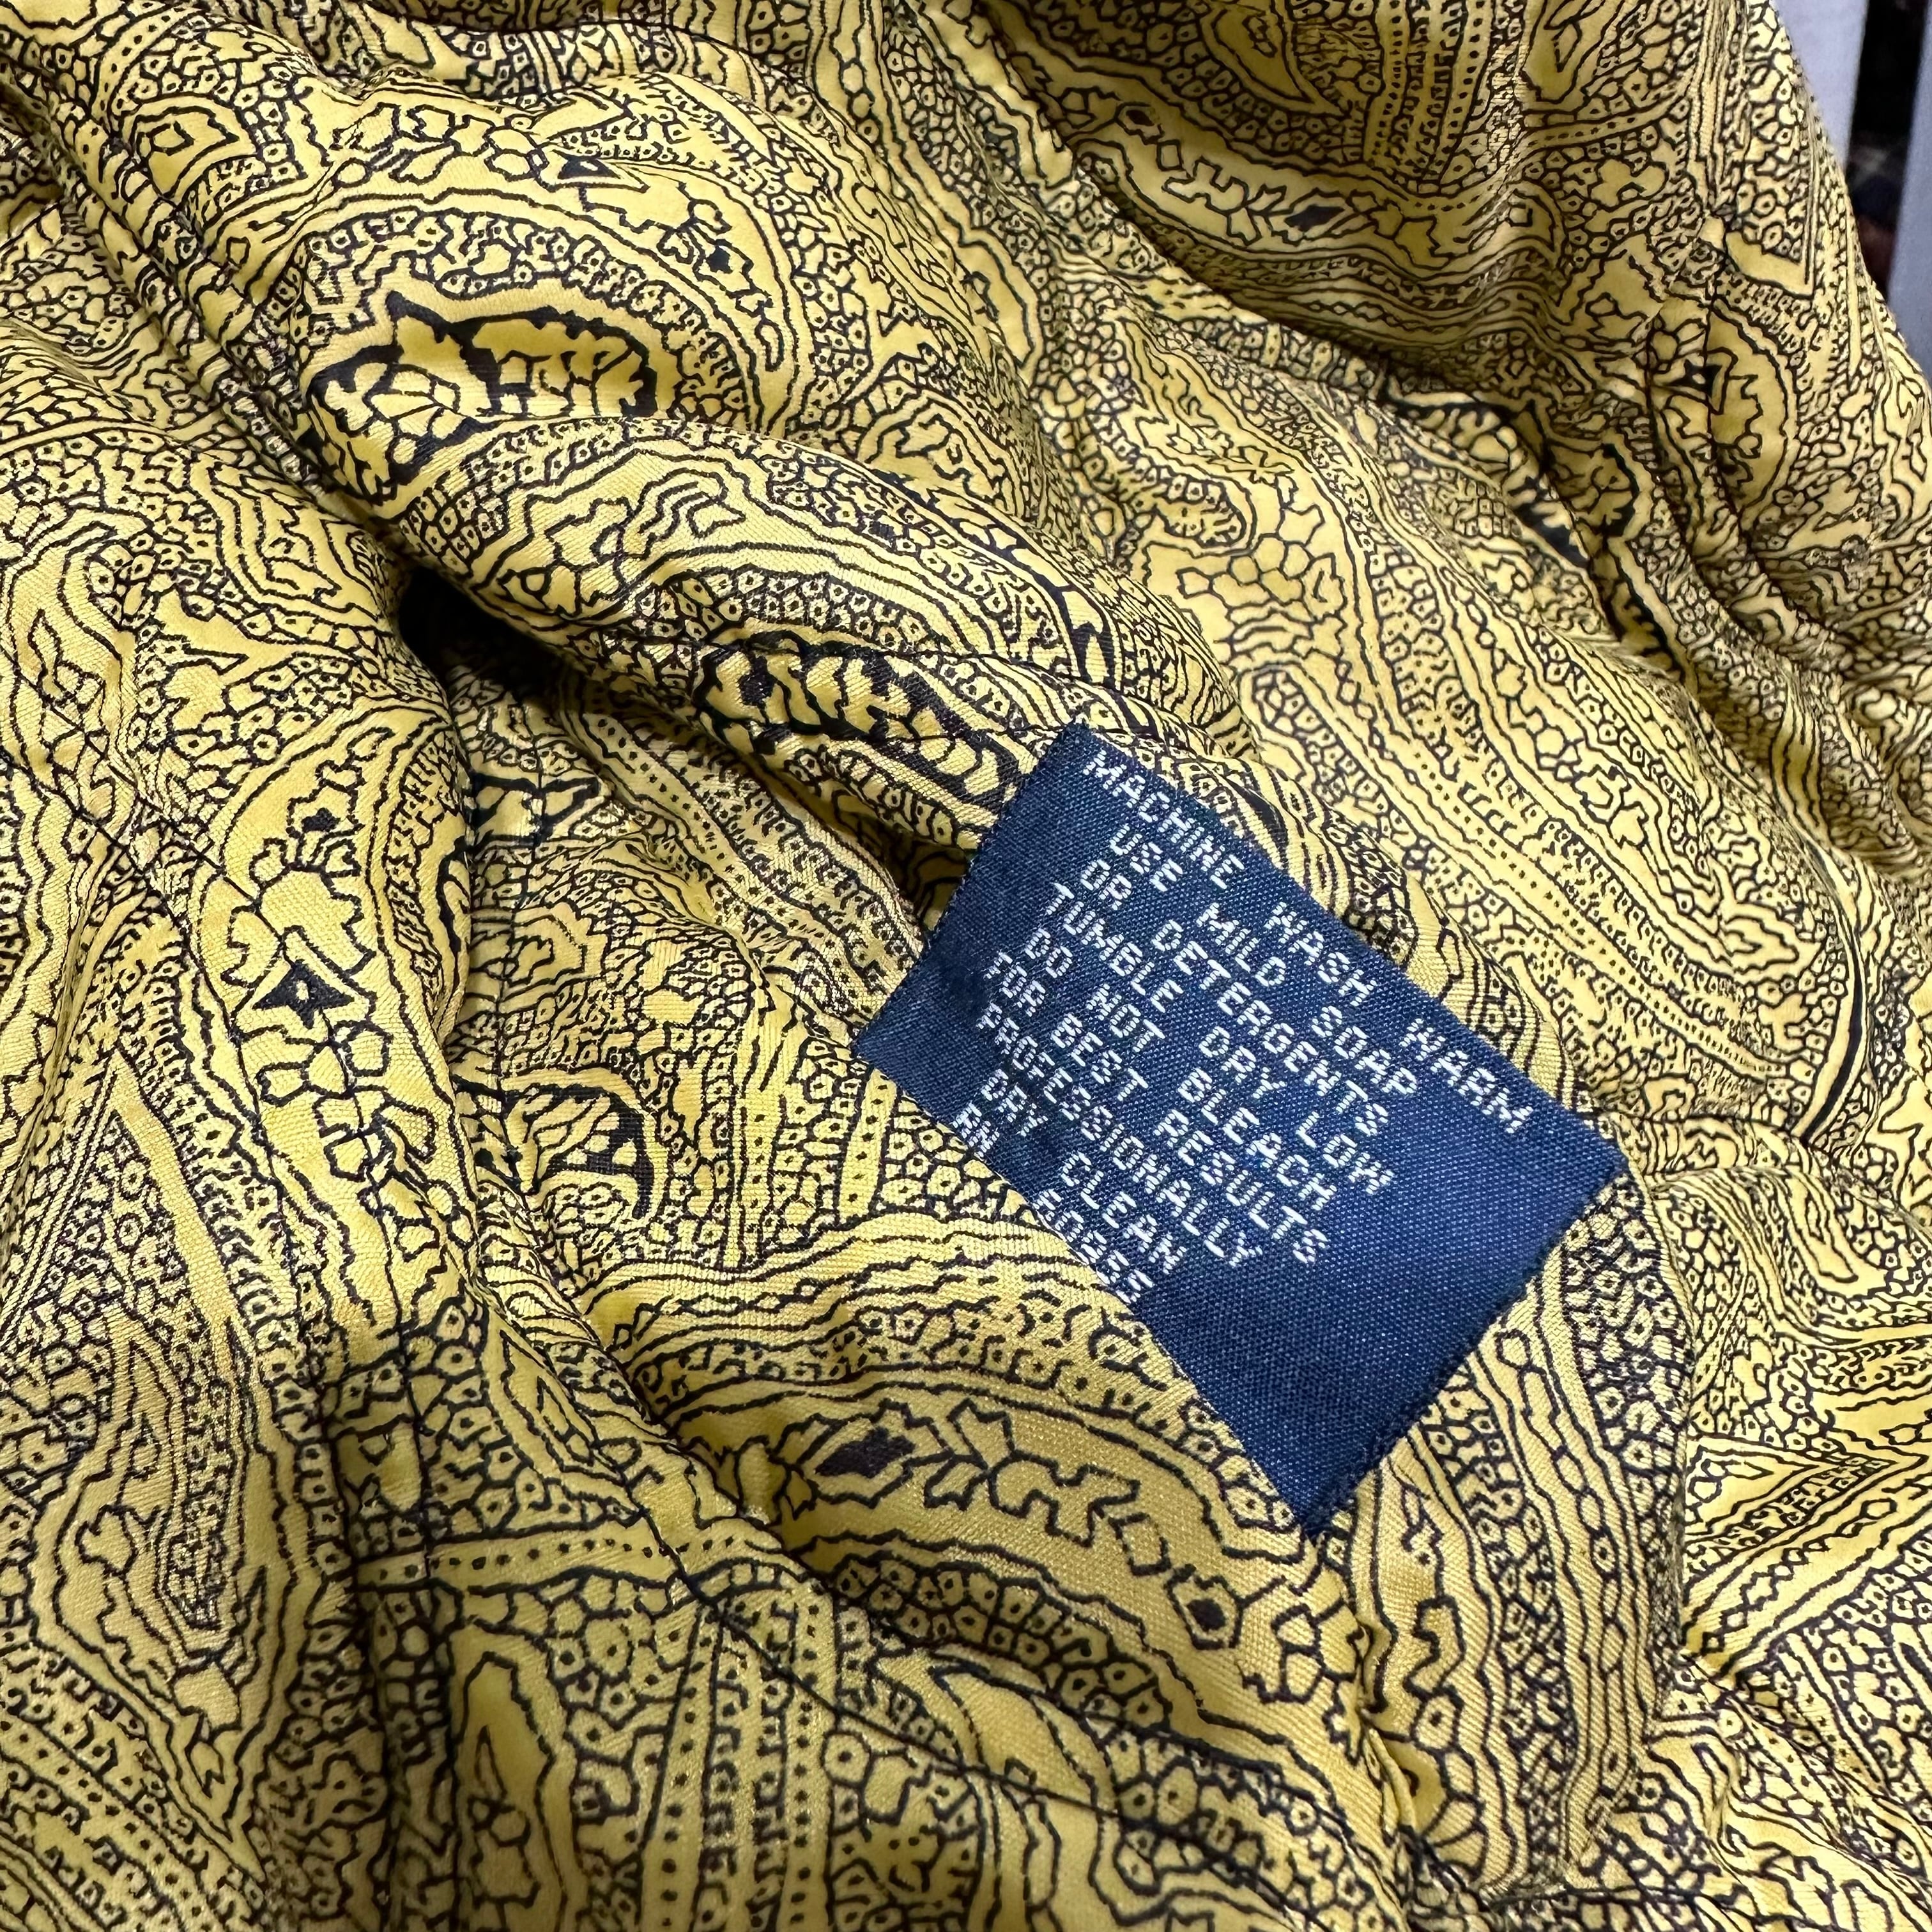 MACHINE WASH WARM
USE MILD SOAP
OR DETERGENTS
TUMBLE DRY LOW
DO NOT BLEACH
FOR BEST RESULTS
PROFESSIONALLY
DRY CLEAN
RN